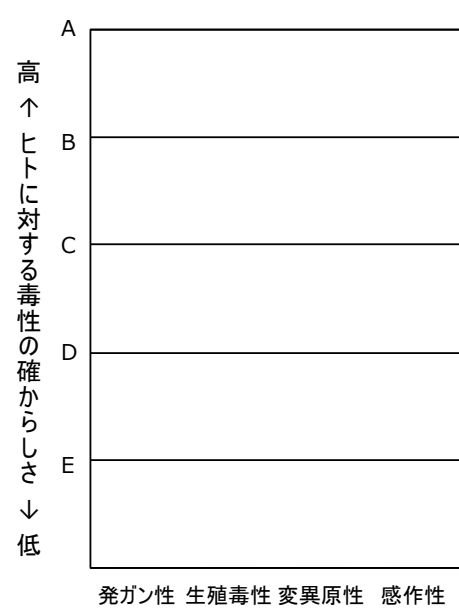 A
B
C
D
E
高 ↑ ヒトに対する毒性の確からしさ ↓ 低
発ガン性 生殖毒性 変異原性 感作性